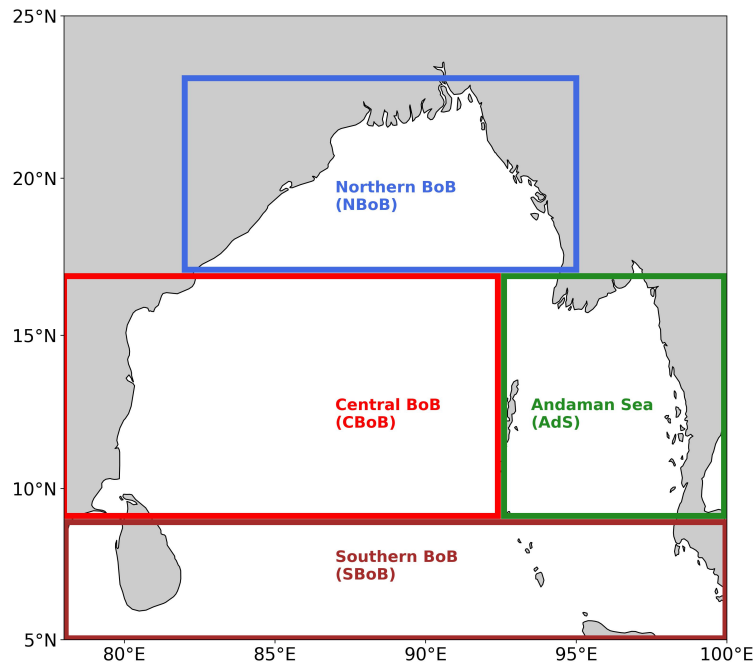 25°N
20°N
15°N
10°N
5°N
Northern BoB
(NBoB)
Central BoB
(CBoB)
Andaman Sea
(AdS)
Southern BoB
(SBoB)
80°E
85°E
90°E
95°E
100°E